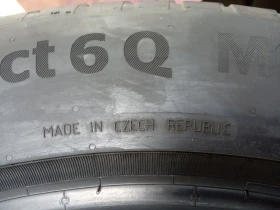 ct 6 Q M
MADE IN CZECH REPUBLIC